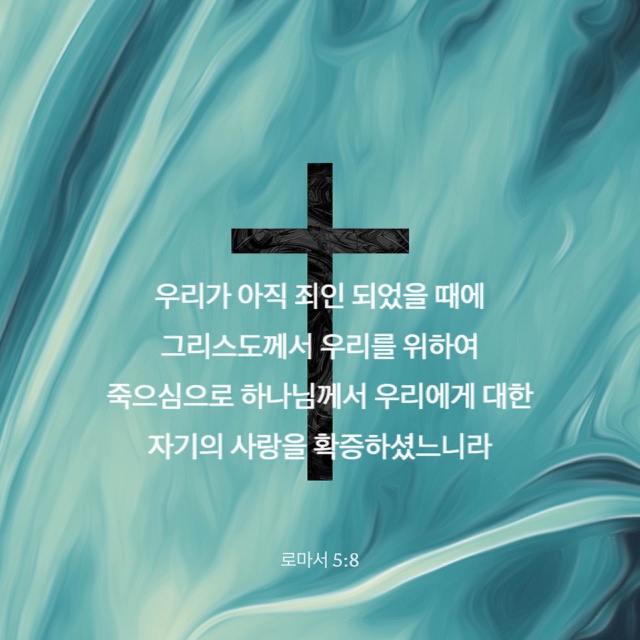 우리가 아직 죄인 되었을 때에
그리스도께서 우리를 위하여
죽으심으로 하나님께서 우리에게 대한
자기의 사랑을 확증하셨느니라
로마서 5:8